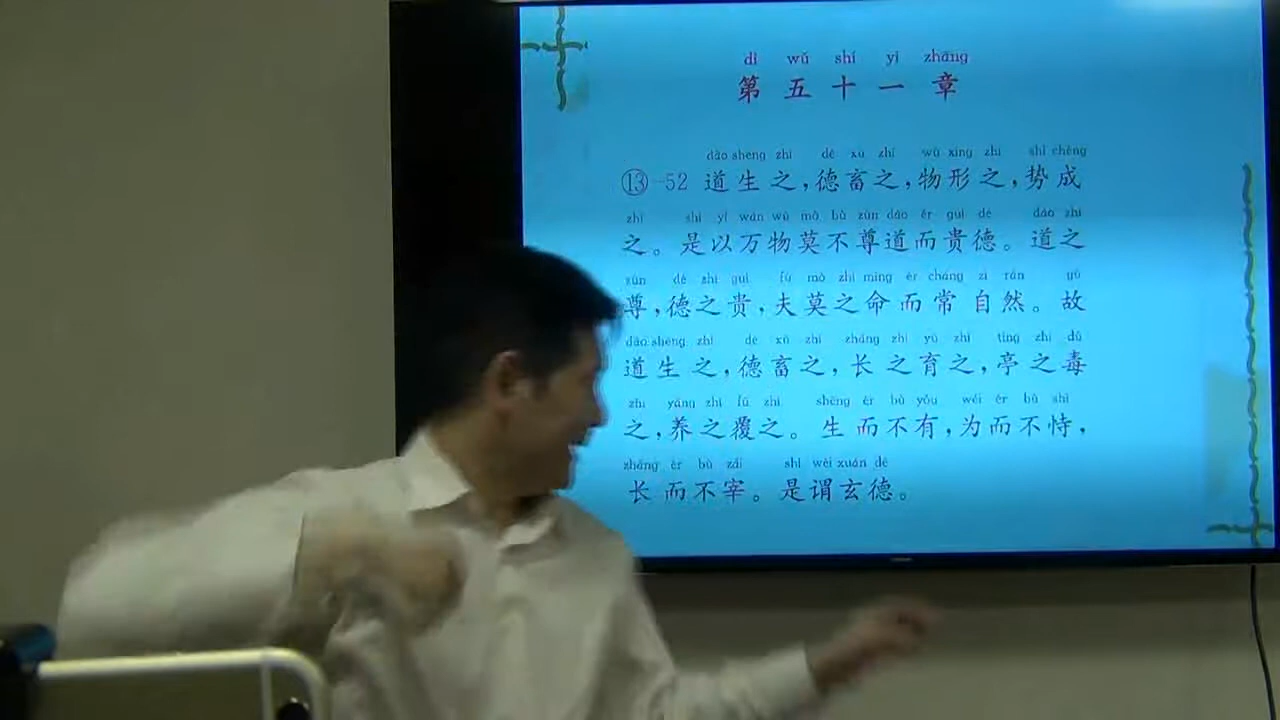 dì wǔ shí yī zhāng
第五十一章
dào shēng zhī dé xù zhī wù xíng zhī shì chéng
⑬-52 道生之,德畜之,物形之,势成
zhī shì yǐ wàn wù mò bù zūn dào ér guì dé dào zhī
之。是以万物莫不尊道而贵德。道之
zūn dé zhī guì fú mò zhī mìng ér cháng zì rán gù
尊,德之贵,夫莫之命而常自然。故
dào shēng zhī dé xù zhī zhǎng zhī yù zhī tíng zhī dú
道生之,德畜之,长之育之,亭之毒
zhī yǎng zhī fù zhī shēng ér bù yǒu wéi ér bù shì
之,养之覆之。生而不有,为而不恃,
zhǎng ér bù zǎi shì wèi xuán dé
长而不宰。是谓玄德。